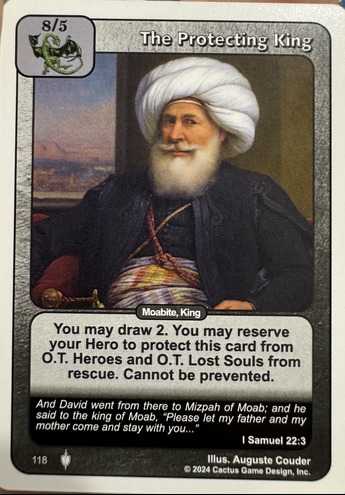 8/5
The Protecting King
Moabite, King
You may draw 2. You may reserve
your Hero to protect this card from
O.T. Heroes and O.T. Lost Souls from
rescue. Cannot be prevented.
And David went from there to Mizpah of Moab; and he
said to the king of Moab, “Please let my father and my
mother come and stay with you...”
I Samuel 22:3
118
Illus. Auguste Couder
© 2024 Cactus Game Design, Inc.